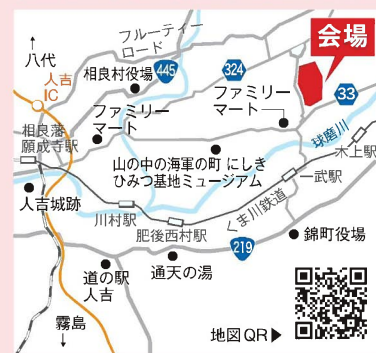 会場
フルーティー
ロード
八代
人吉
IC
相良村役場
445
324
33
ファミリー
マート
ファミリー
マート
相良藩
願成寺駅
球磨川
木上駅
山の中の海軍の町 にしき
ひみつ基地ミュージアム
一武駅
人吉城跡
川村駅
肥後西村駅
くま川鉄道
219
錦町役場
道の駅
人吉
通天の湯
霧島
地図QR▶